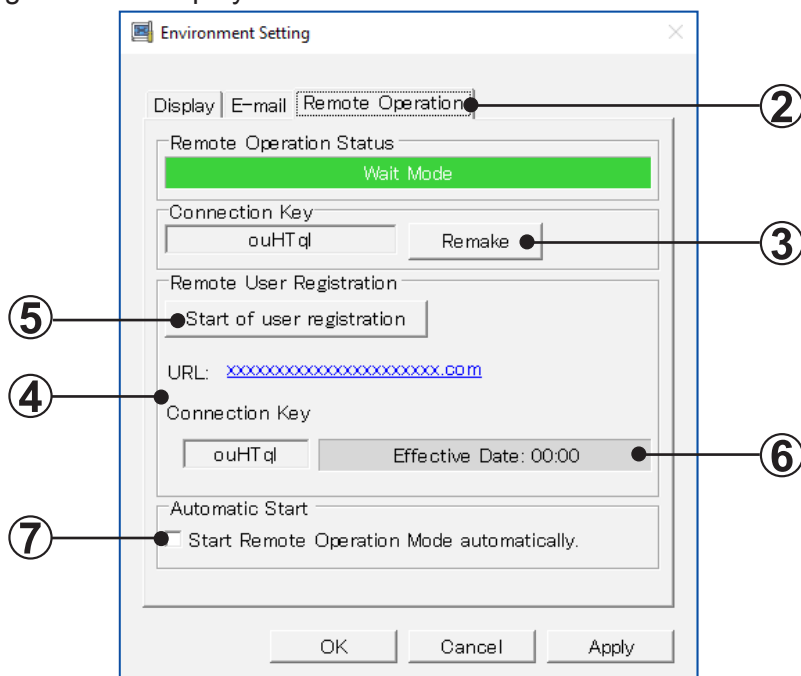 Environment Setting
Display E-mail Remote Operation
2
Remote Operation Status
Wait Mode
Connection Key
ouHTql Remake
3
Remote User Registration
5
Start of user registration
URL: xxxxxxxxxxxxxxxxxxxxxx.com
4
Connection Key
ouHTql Effective Date: 00:00
6
Automatic Start
7
Start Remote Operation Mode automatically.
OK Cancel Apply